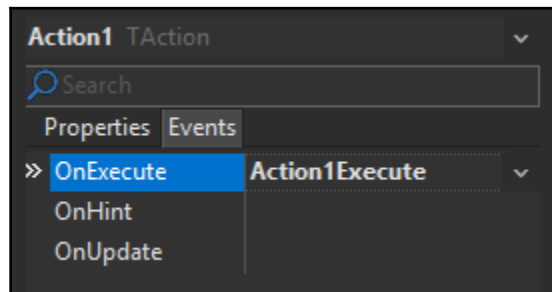 Action1 TAction
Search
Properties Events
» OnExecute Action1Execute
OnHint
OnUpdate